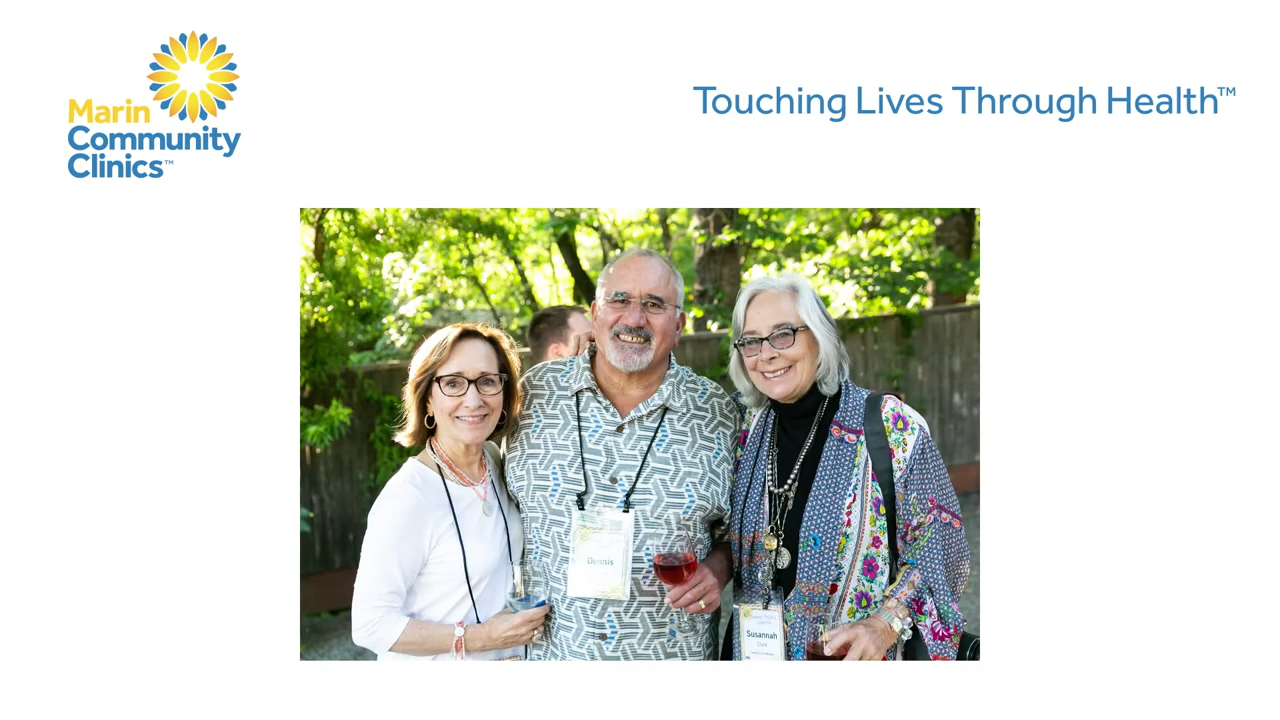 Marin
Community
Clinics™
Touching Lives Through Health™
Dennis
Susannah